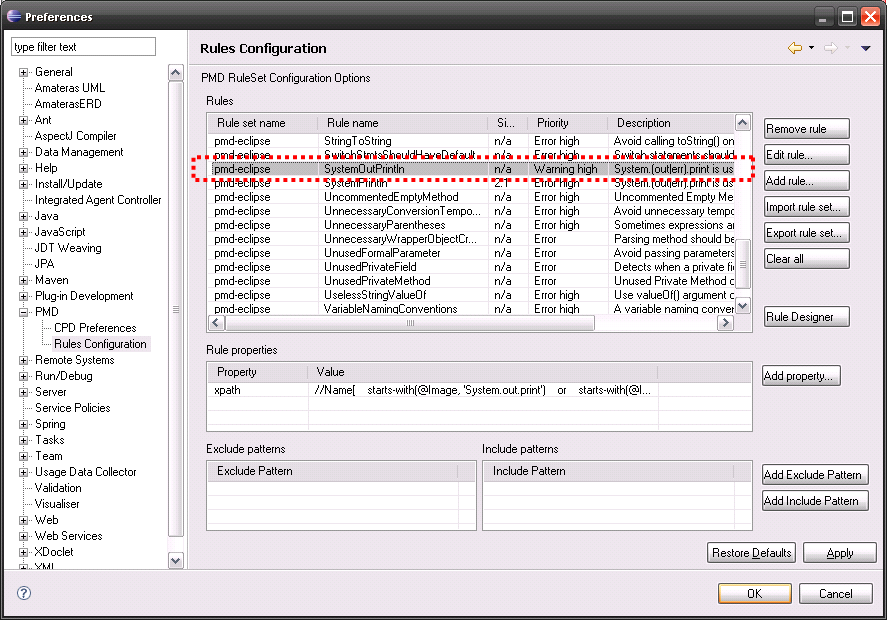 Preferences
type filter text
General
Amateras UML
AmaterasERD
Ant
AspectJ Compiler
Data Management
Help
Install/Update
Integrated Agent Controller
Java
JavaScript
JDT Weaving
JPA
Maven
Plug-in Development
PMD
CPD Preferences
Rules Configuration
Remote Systems
Run/Debug
Server
Service Policies
Spring
Tasks
Team
Usage Data Collector
Validation
Visualiser
Web
Web Services
XDoclet
XML
Rules Configuration
PMD RuleSet Configuration Options
Rules
Rule set name Rule name Si... Priority Description
pmd-eclipse StringToString n/a Error high Avoid calling toString() on
pmd-eclipse SwitchStmtsShouldHaveDefault n/a Error high Switch statements should
pmd-eclipse SystemOutPrintln n/a Warning high System.(out|err).print is us
pmd-eclipse SystemPrintln 2.1 Error high System.(out|err).print is us
pmd-eclipse UncommentedEmptyMethod n/a Error high Uncommented Empty Me
pmd-eclipse UnnecessaryConversionTempo... n/a Error high Avoid unnecessary tempo
pmd-eclipse UnnecessaryParentheses n/a Error high Sometimes expressions ar
pmd-eclipse UnnecessaryWrapperObjectCr... n/a Error Parsing method should be
pmd-eclipse UnusedFormalParameter n/a Error Avoid passing parameters
pmd-eclipse UnusedPrivateField n/a Error Detects when a private fi
pmd-eclipse UnusedPrivateMethod n/a Error Unused Private Method d
pmd-eclipse UselessStringValueOf n/a Error high Use valueOf() argument d
pmd-eclipse VariableNamingConventions n/a Error high A variable naming conven
Remove rule
Edit rule...
Add rule...
Import rule set...
Export rule set...
Clear all
Rule Designer
Rule properties
Property Value
xpath //Name[ starts-with(@Image, 'System.out.print') or starts-with(@I...
Add property...
Exclude patterns Include patterns
Exclude Pattern Include Pattern
Add Exclude Pattern
Add Include Pattern
Restore Defaults Apply
OK Cancel